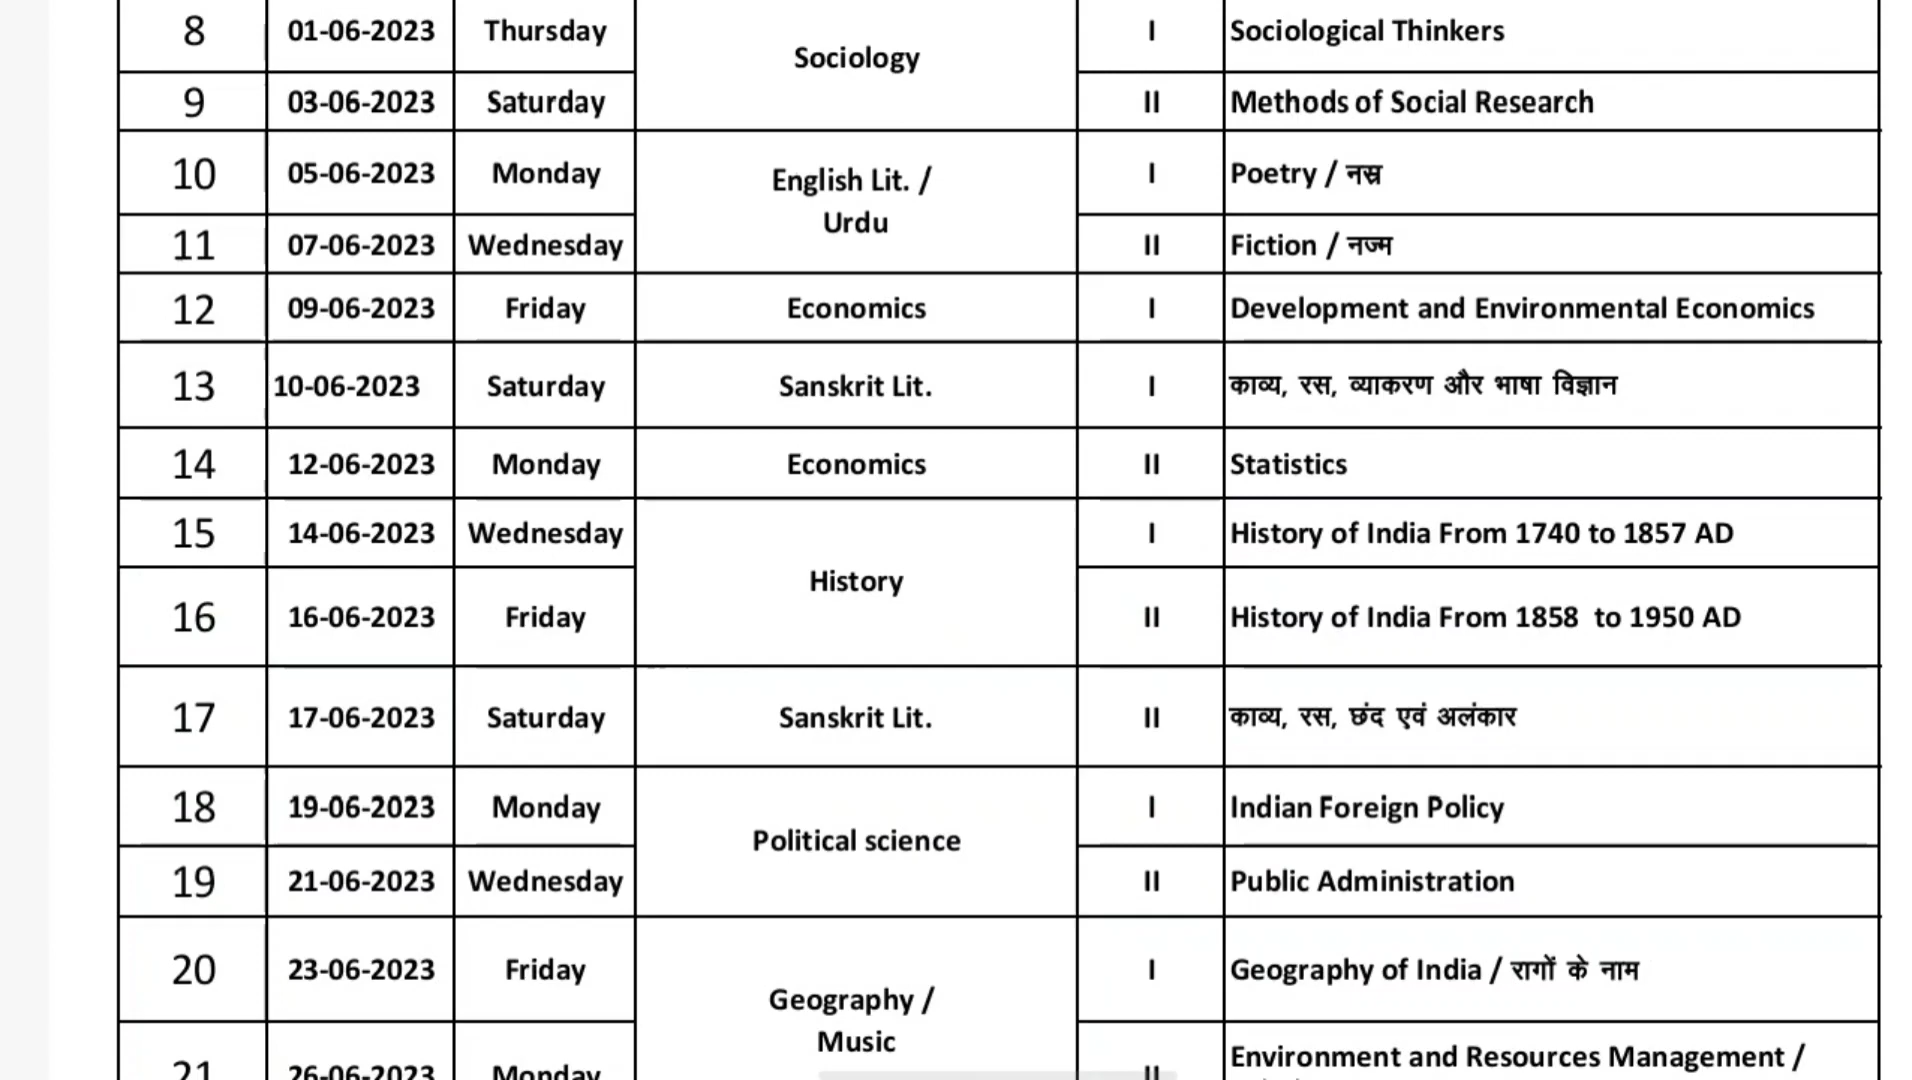 8 01-06-2023 Thursday Sociology I Sociological Thinkers
9 03-06-2023 Saturday II Methods of Social Research
10 05-06-2023 Monday English Lit. / Urdu I Poetry / नस्र
11 07-06-2023 Wednesday II Fiction / नज्म
12 09-06-2023 Friday Economics I Development and Environmental Economics
13 10-06-2023 Saturday Sanskrit Lit. I काव्य, रस, व्याकरण और भाषा विज्ञान
14 12-06-2023 Monday Economics II Statistics
15 14-06-2023 Wednesday History I History of India From 1740 to 1857 AD
16 16-06-2023 Friday II History of India From 1858 to 1950 AD
17 17-06-2023 Saturday Sanskrit Lit. II काव्य, रस, छंद एवं अलंकार
18 19-06-2023 Monday Political science I Indian Foreign Policy
19 21-06-2023 Wednesday II Public Administration
20 23-06-2023 Friday Geography / Music I Geography of India / रागों के नाम
21 26-06-2023 Monday II Environment and Resources Management /